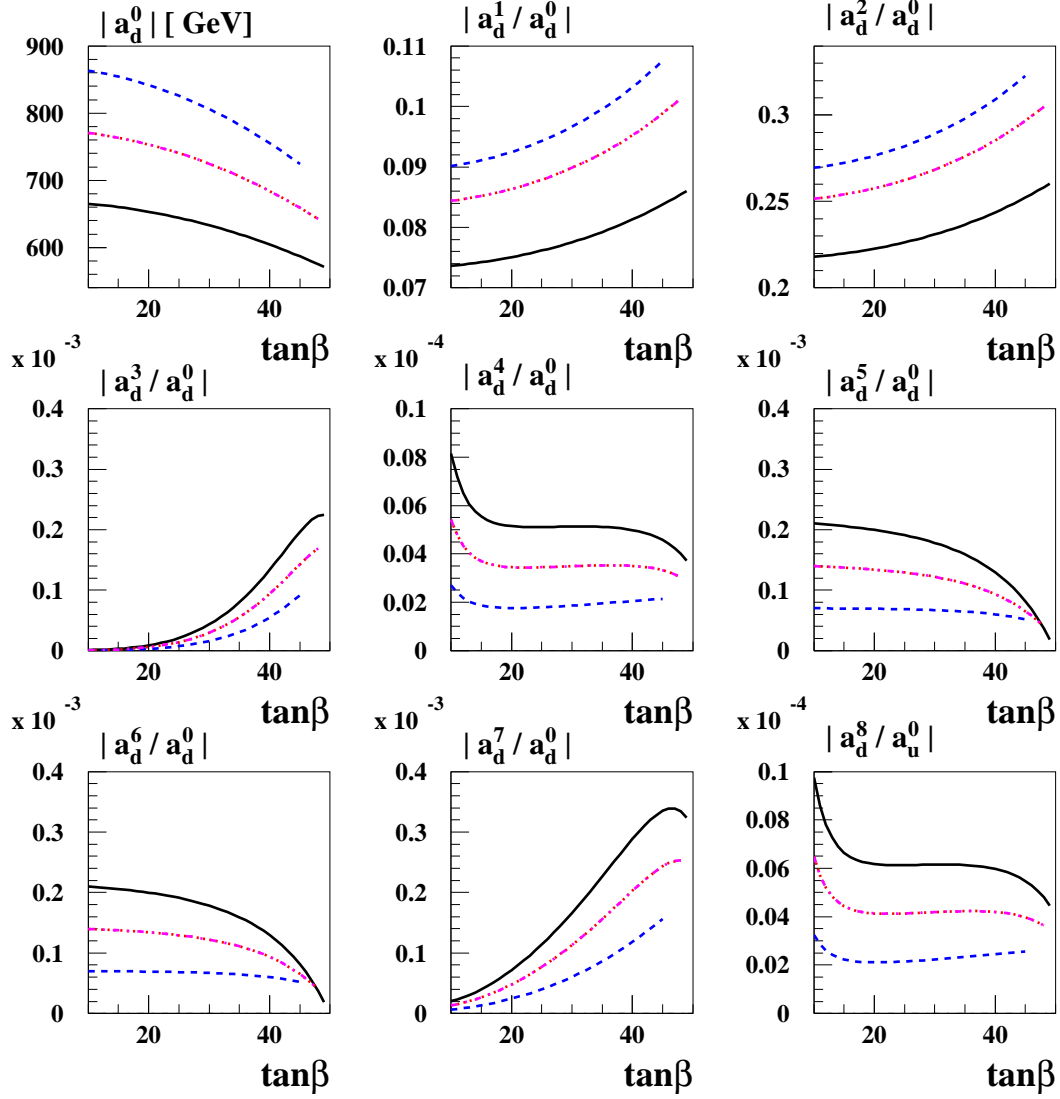 | a_d^0 | [ GeV]
900
800
700
600
20 40
tanβ
| a_d^1 / a_d^0 |
0.11
0.1
0.09
0.08
0.07
20 40
tanβ
| a_d^2 / a_d^0 |
0.3
0.25
0.2
20 40
tanβ
x 10^-3
| a_d^3 / a_d^0 |
0.4
0.3
0.2
0.1
0
20 40
tanβ
x 10^-4
| a_d^4 / a_d^0 |
0.1
0.08
0.06
0.04
0.02
0
20 40
tanβ
x 10^-3
| a_d^5 / a_d^0 |
0.4
0.3
0.2
0.1
0
20 40
tanβ
x 10^-3
| a_d^6 / a_d^0 |
0.4
0.3
0.2
0.1
0
20 40
tanβ
x 10^-3
| a_d^7 / a_d^0 |
0.4
0.3
0.2
0.1
0
20 40
tanβ
x 10^-4
| a_d^8 / a_u^0 |
0.1
0.08
0.06
0.04
0.02
0
20 40
tanβ